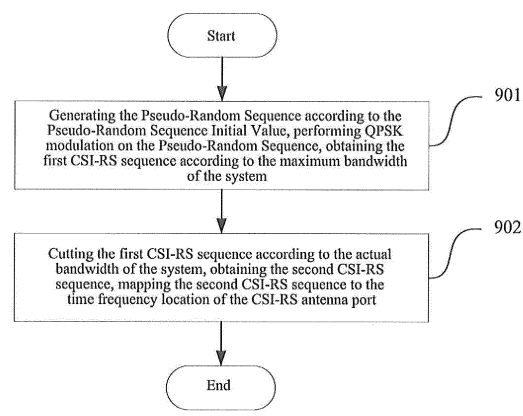 Start
901
Generating the Pseudo-Random Sequence according to the
Pseudo-Random Sequence Initial Value, performing QPSK
modulation on the Pseudo-Random Sequence, obtaining the
first CSI-RS sequence according to the maximum bandwidth
of the system
902
Cutting the first CSI-RS sequence according to the actual
bandwidth of the system, obtaining the second CSI-RS
sequence, mapping the second CSI-RS sequence to the
time frequency location of the CSI-RS antenna port
End